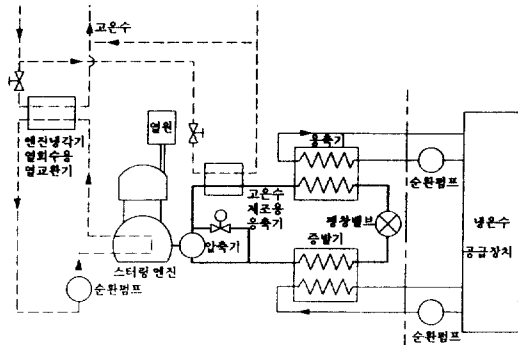 고온수
열원
엔진냉각기
열회수용
열교환기
고온수
제조용
응축기
응축기
순환펌프
팽창밸브
증발기
압축기
스터링 엔진
순환펌프
냉온수
공급장치
순환펌프